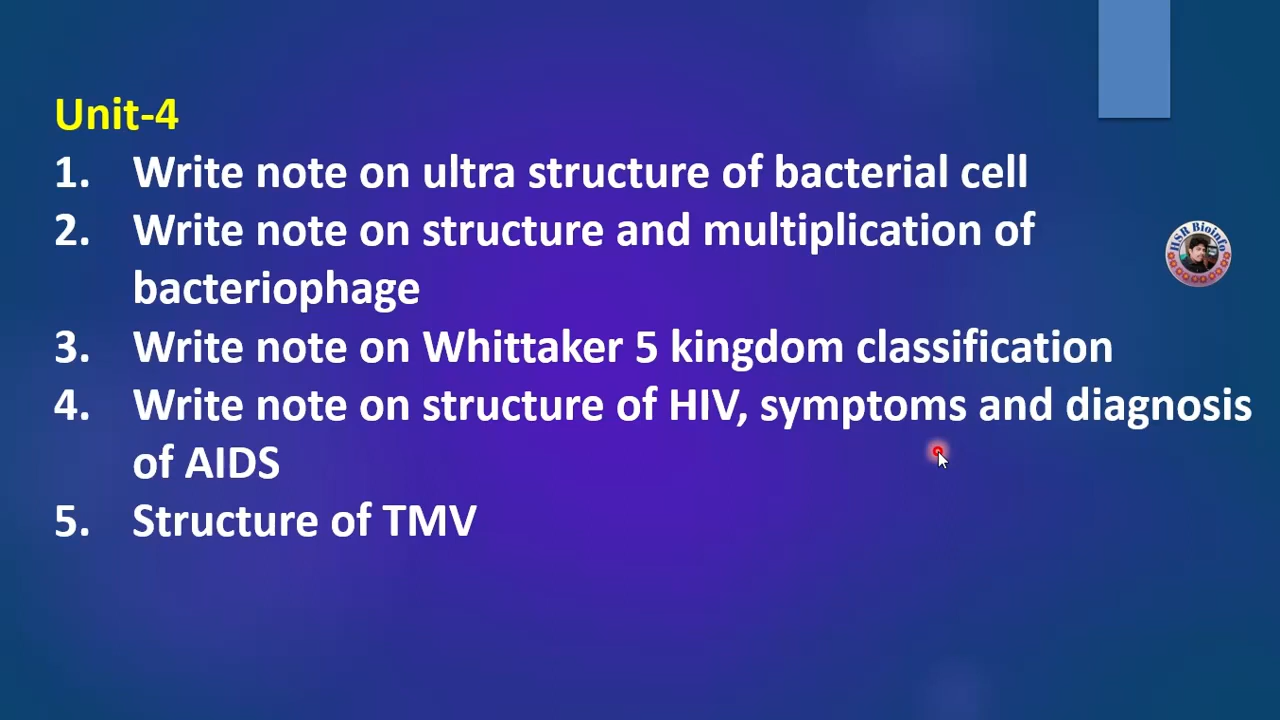 Unit-4
1. Write note on ultra structure of bacterial cell
2. Write note on structure and multiplication of
bacteriophage
HSR Bioinfo
3. Write note on Whittaker 5 kingdom classification
4. Write note on structure of HIV, symptoms and diagnosis
of AIDS
5. Structure of TMV